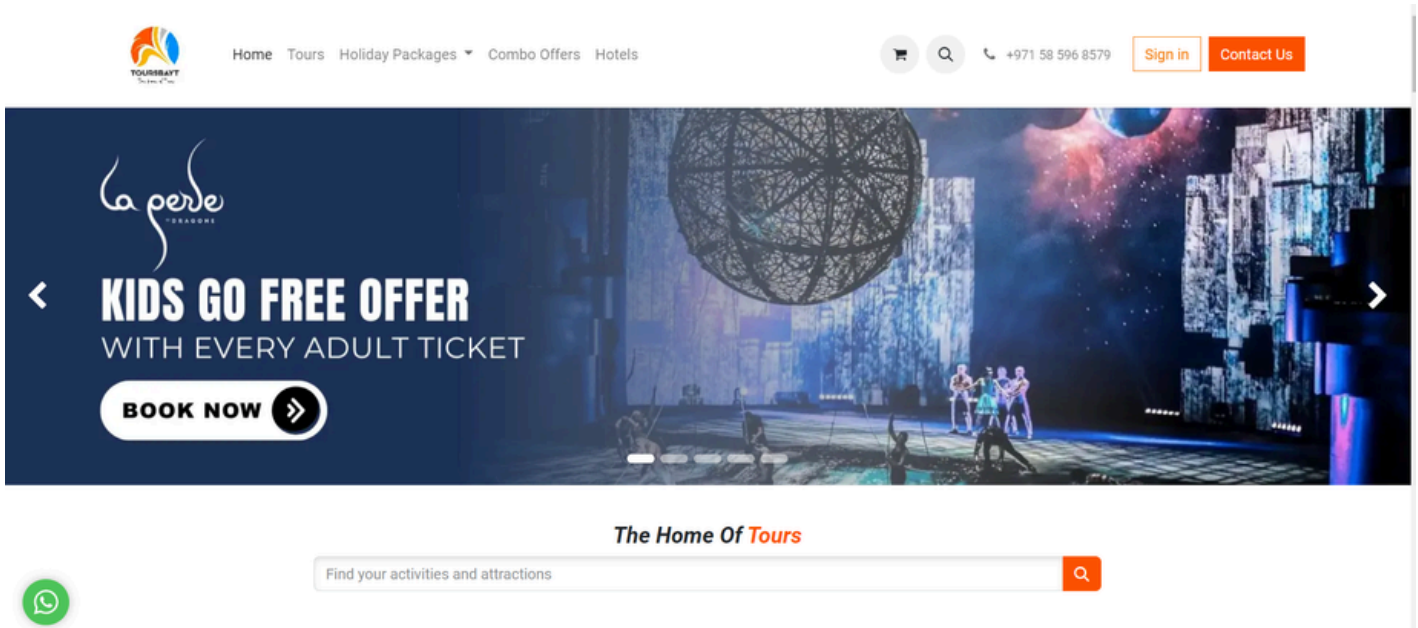 TOURSBAYT
Home Tours Holiday Packages Combo Offers Hotels
+971 58 596 8579 Sign in Contact Us
la perle
DRAGONE
KIDS GO FREE OFFER
WITH EVERY ADULT TICKET
BOOK NOW
The Home Of Tours
Find your activities and attractions